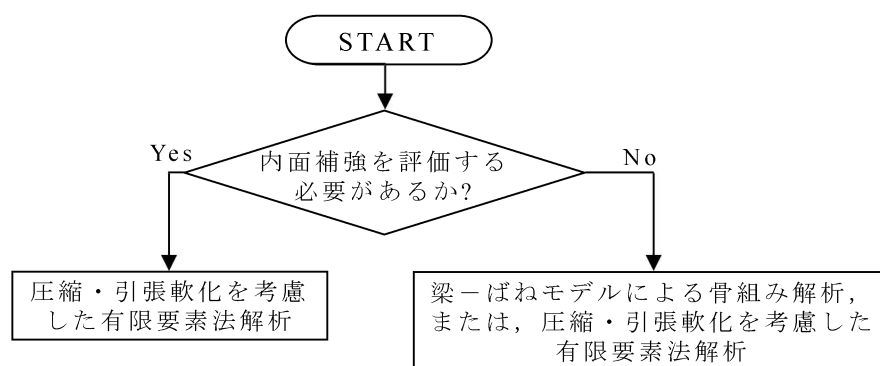 START
内面補強を評価する
必要があるか?
Yes
No
圧縮・引張軟化を考慮
した有限要素法解析
梁－ばねモデルによる骨組み解析,
または, 圧縮・引張軟化を考慮した
有限要素法解析